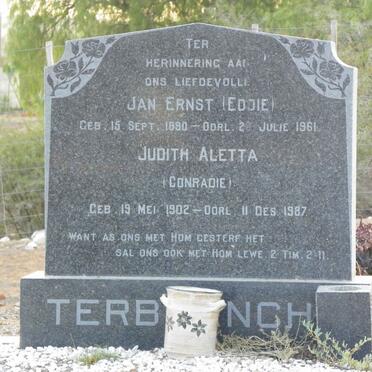 TER
HERINNERING AAN
ONS LIEFDEVOLLE
JAN ERNST (EDDIE)
GEB. 15 SEPT. 1890 – OORL. 2 JULIE 1961
JUDITH ALETTA
(CONRADIE)
GEB. 19 MEI 1902 – OORL. 11 DES. 1987
WANT AS ONS MET HOM GESTERF HET
SAL ONS OOK MET HOM LEWE. 2 TIM. 2:11
TERB NCH